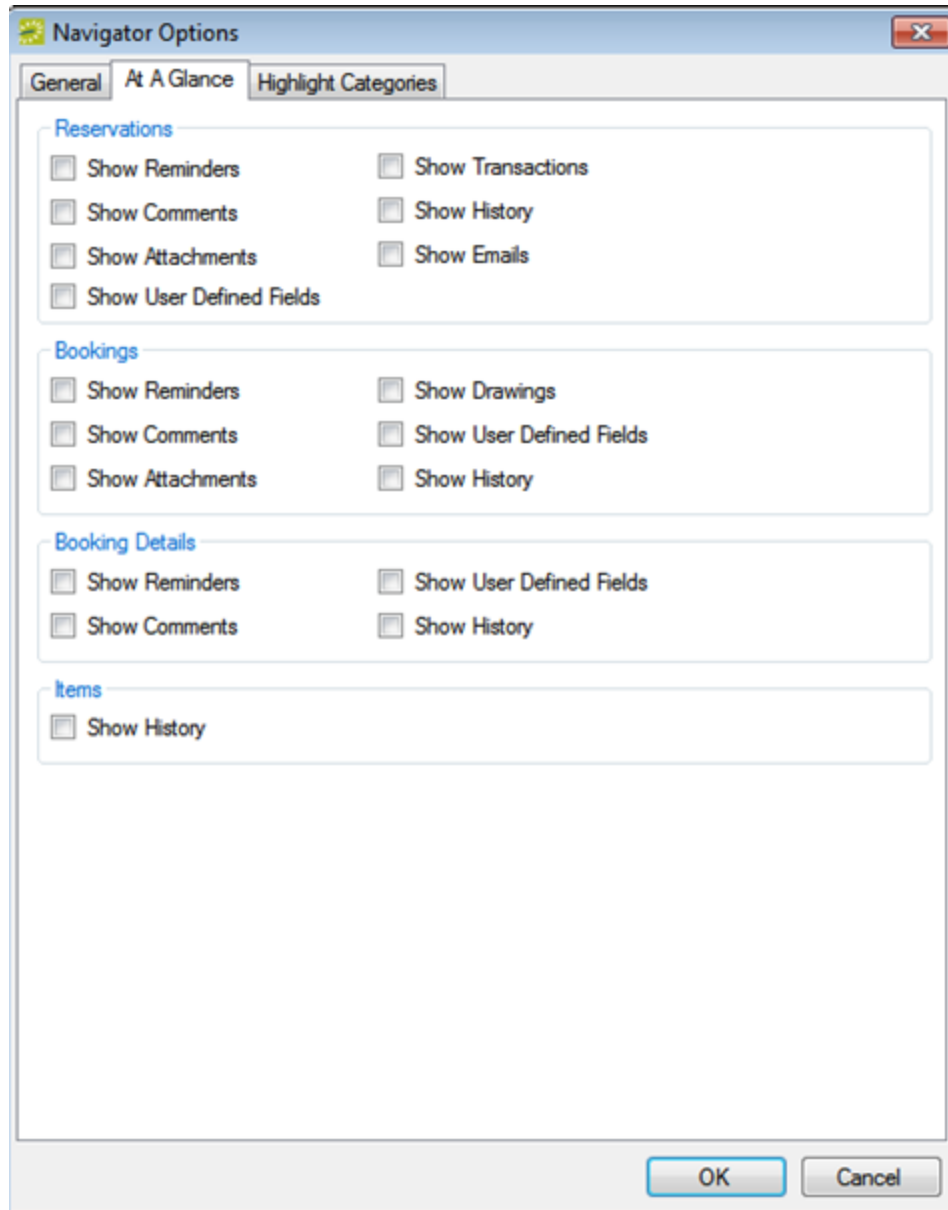 Navigator Options
General At A Glance Highlight Categories
Reservations
Show Reminders Show Transactions
Show Comments Show History
Show Attachments Show Emails
Show User Defined Fields
Bookings
Show Reminders Show Drawings
Show Comments Show User Defined Fields
Show Attachments Show History
Booking Details
Show Reminders Show User Defined Fields
Show Comments Show History
Items
Show History
OK Cancel